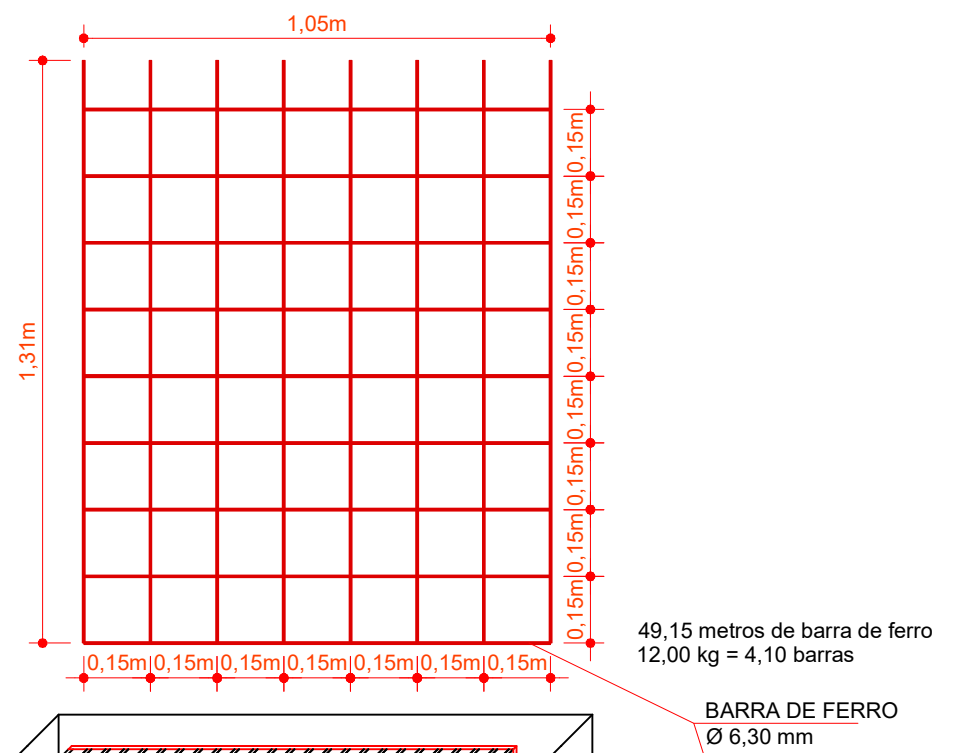 1,05m
1,31m
0,15m
0,15m
0,15m
0,15m
0,15m
0,15m
0,15m
0,15m
49,15 metros de barra de ferro
12,00 kg = 4,10 barras
0,15m 0,15m 0,15m 0,15m 0,15m 0,15m 0,15m
BARRA DE FERRO
Ø 6,30 mm